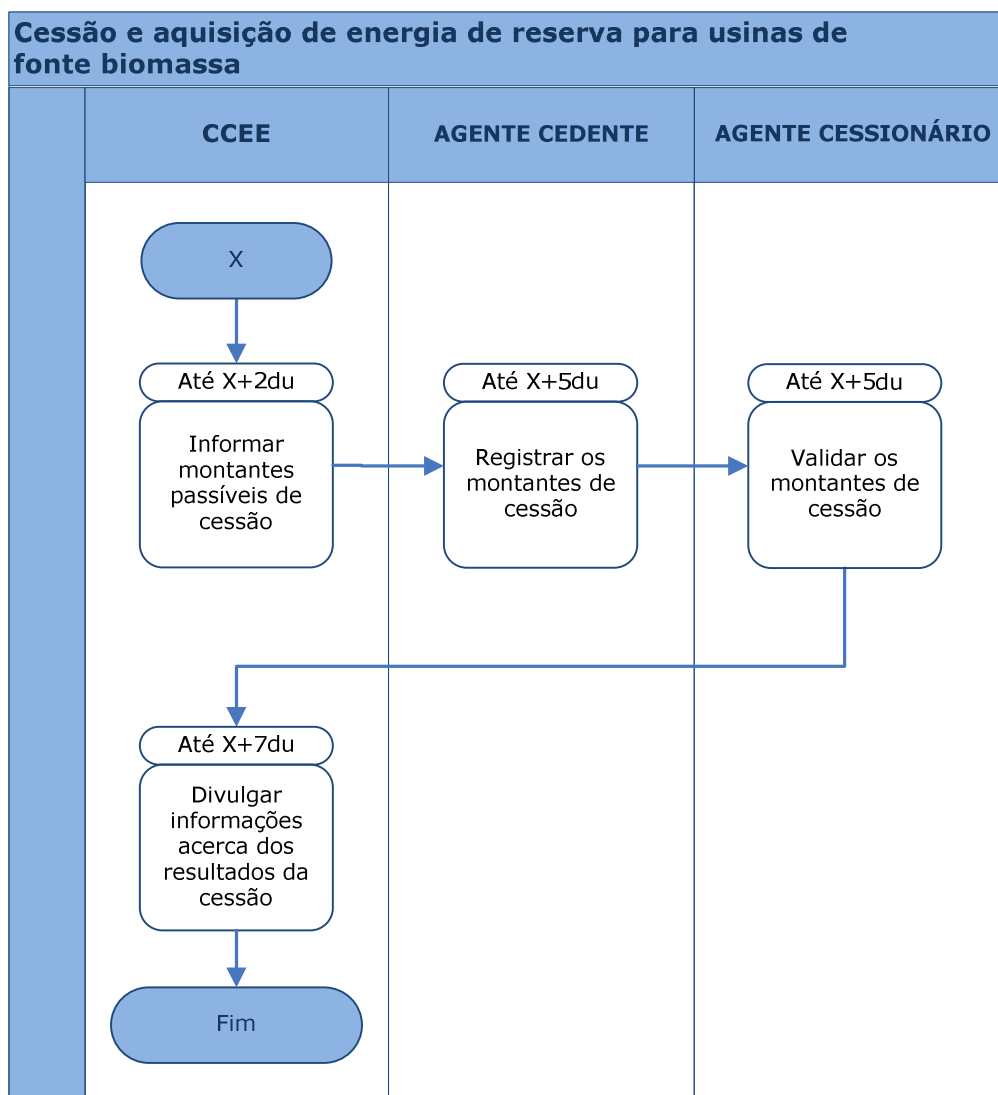 Cessão e aquisição de energia de reserva para usinas de
fonte biomassa
CCEE
AGENTE CEDENTE
AGENTE CESSIONÁRIO
X
Até X+2du
Informar
montantes
passíveis de
cessão
Até X+5du
Registrar os
montantes de
cessão
Até X+5du
Validar os
montantes de
cessão
Até X+7du
Divulgar
informações
acerca dos
resultados da
cessão
Fim